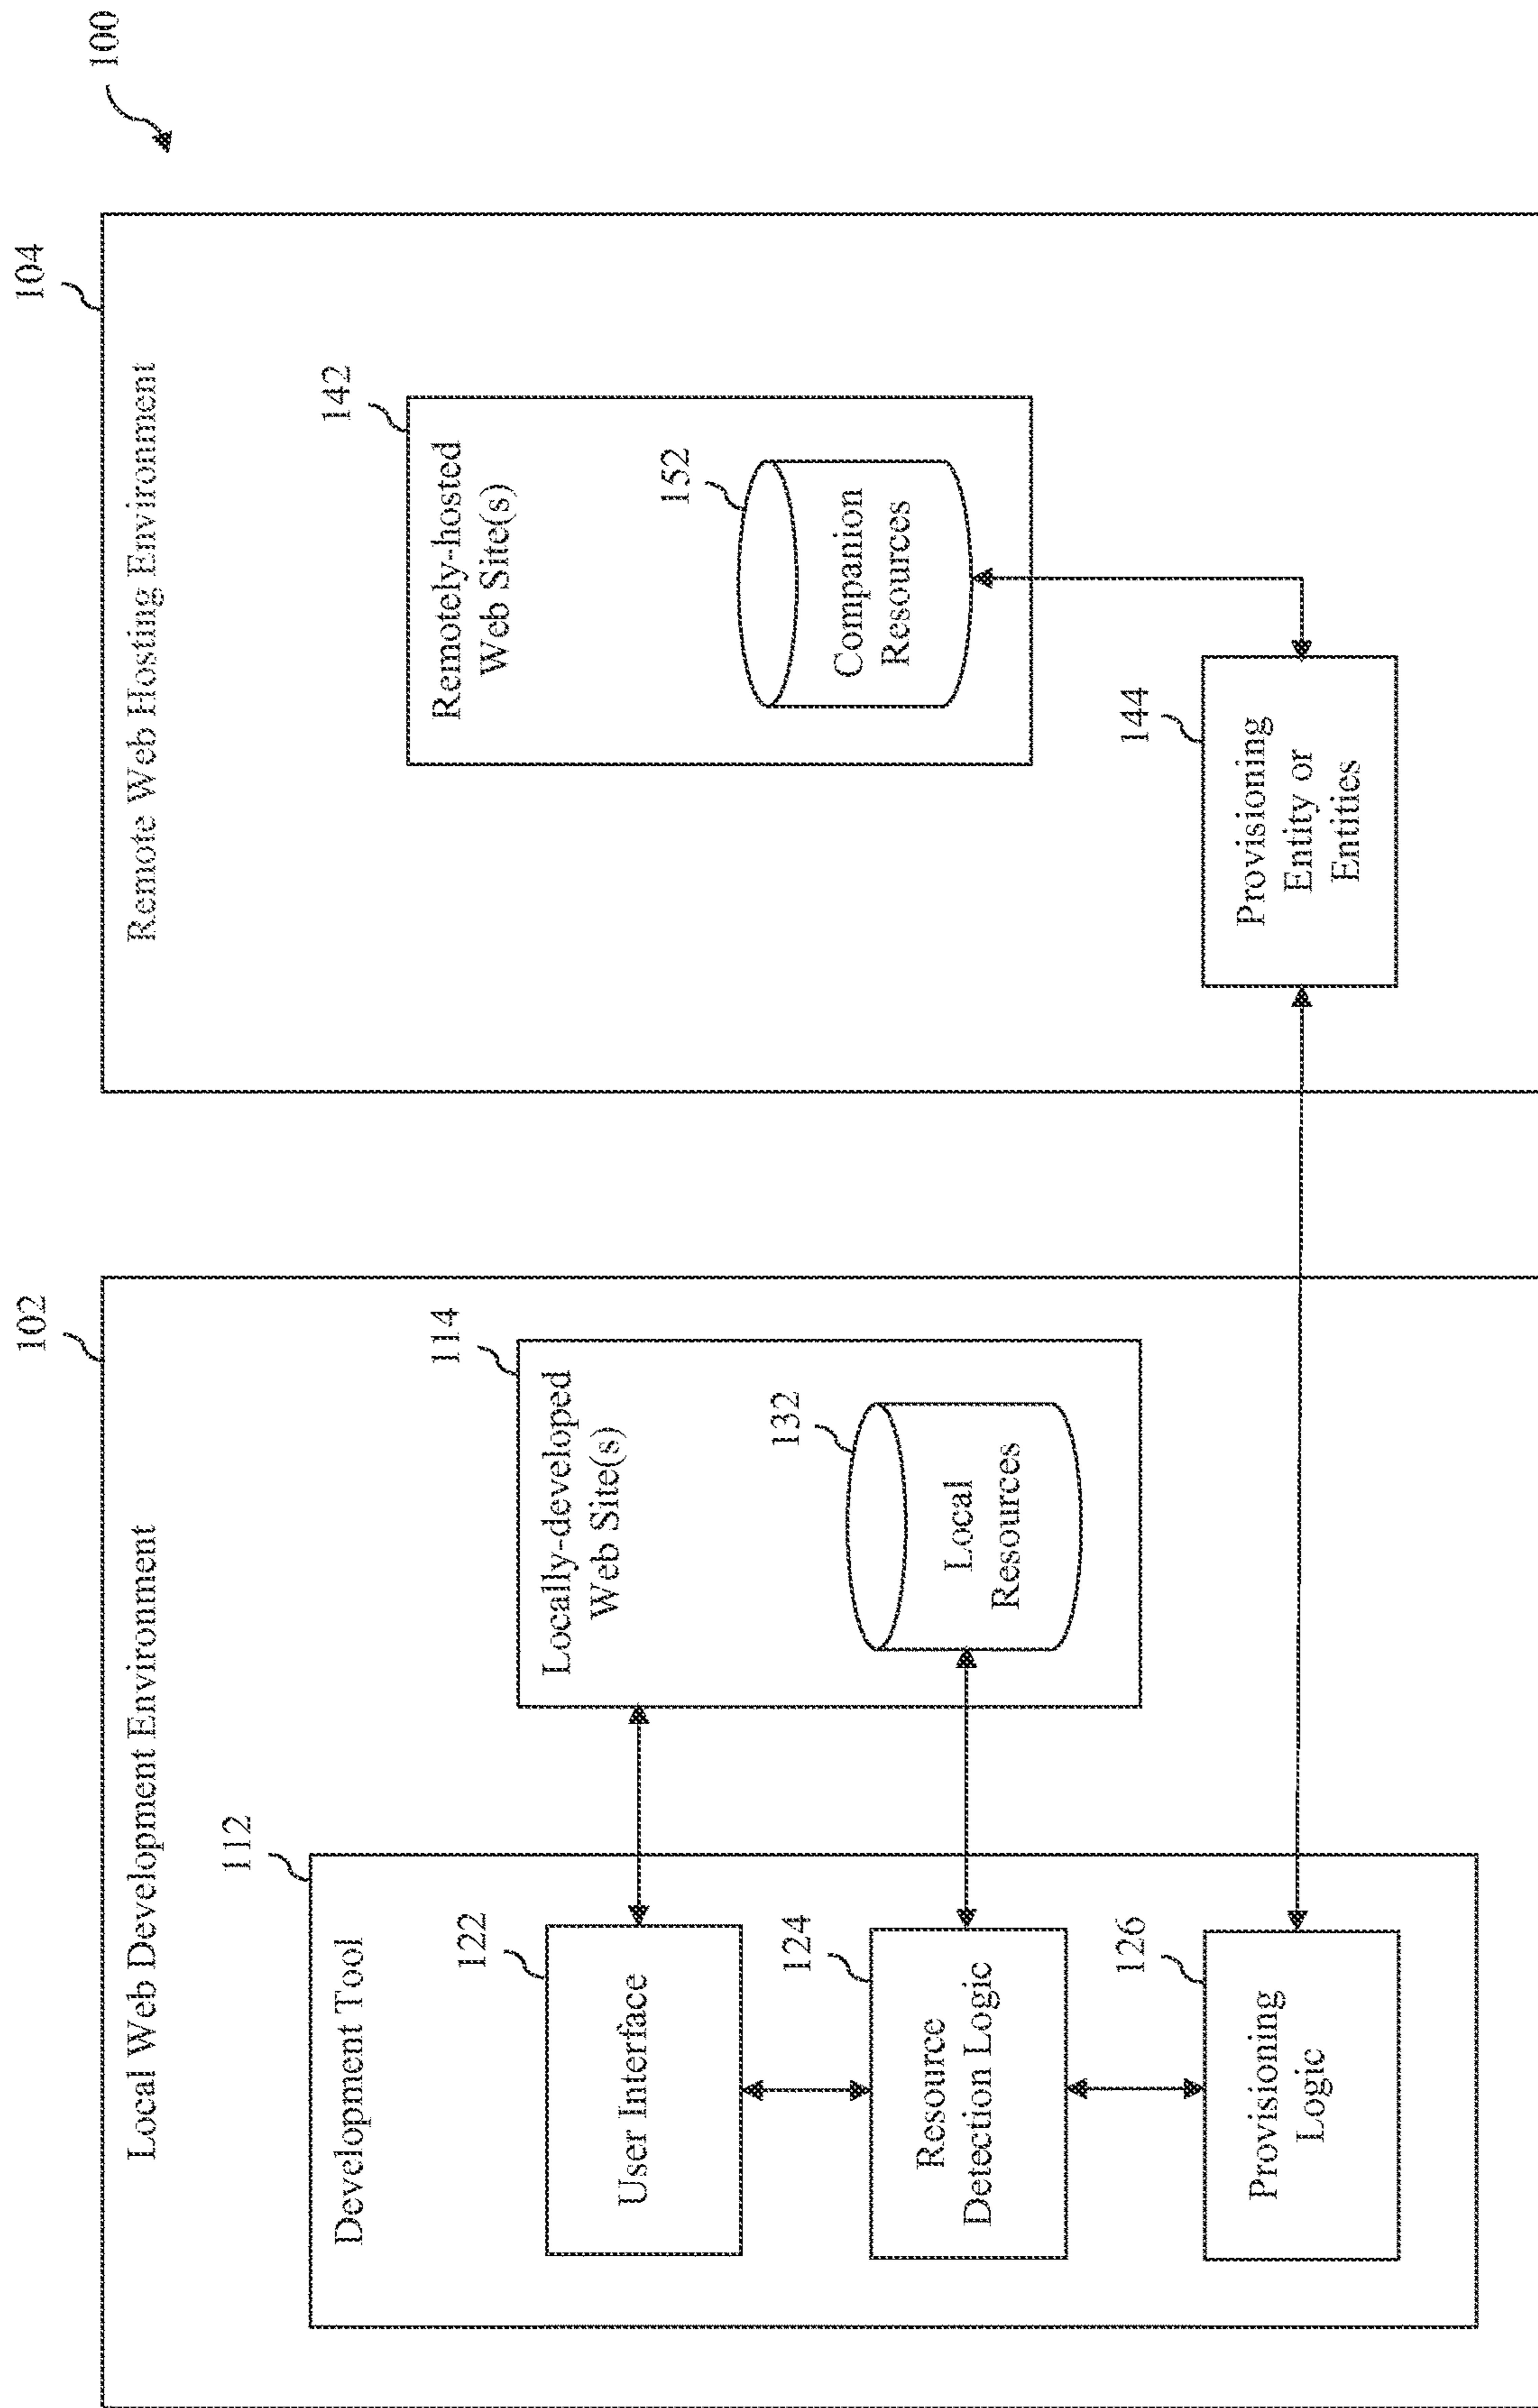 100
102
Local Web Development Environment
112
Development Tool
122
User Interface
124
Resource
Detection Logic
126
Provisioning
Logic
114
Locally-developed
Web Site(s)
132
Local
Resources
104
Remote Web Hosting Environment
142
Remotely-hosted
Web Site(s)
152
Companion
Resources
144
Provisioning
Entity or
Entities